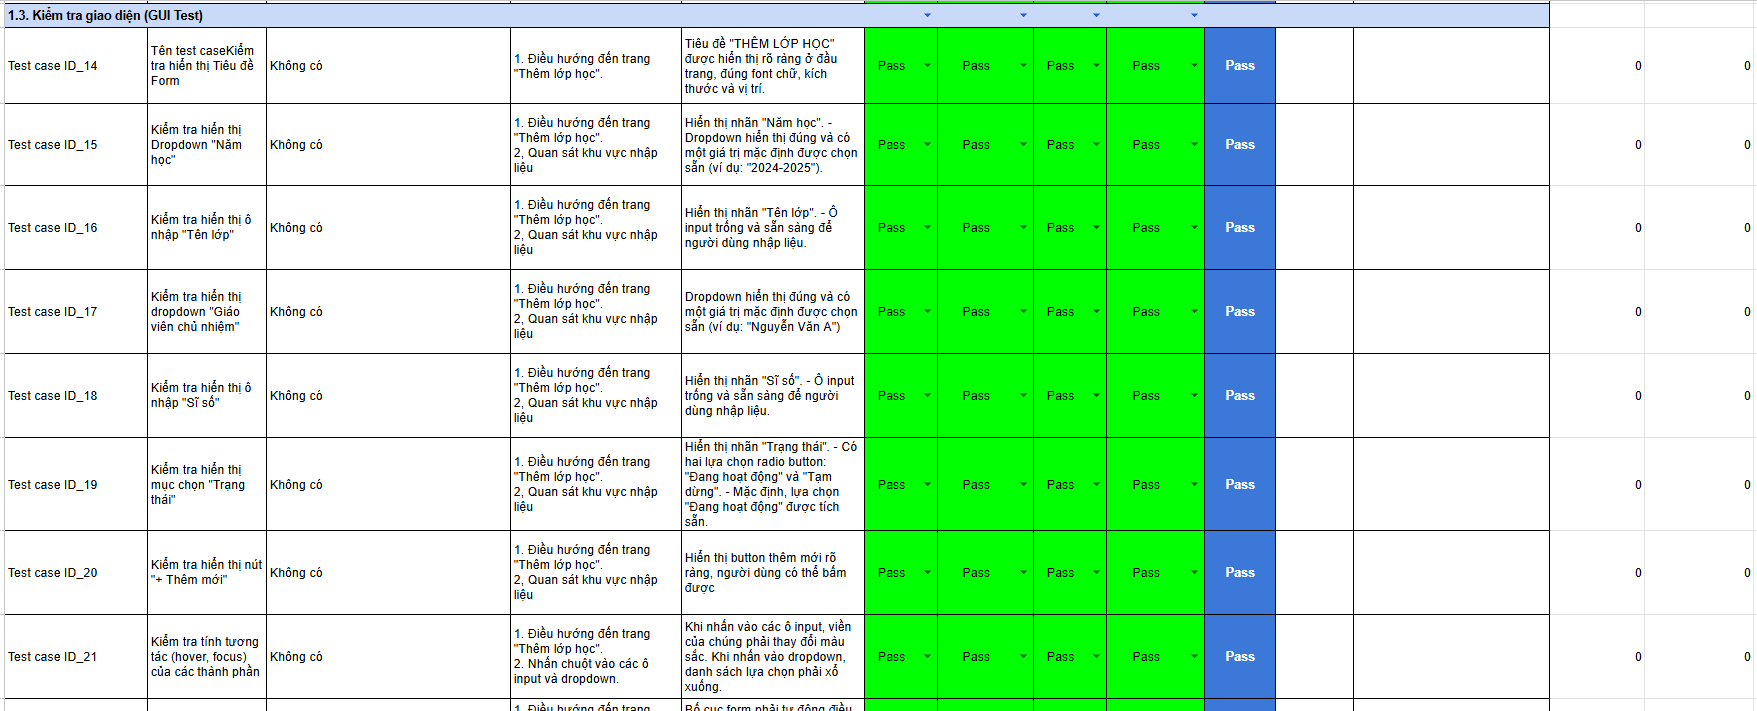 1.3. Kiểm tra giao diện (GUI Test)
Test case ID_14
Tên test caseKiểm
tra hiển thị Tiêu đề
Form
Không có
1. Điều hướng đến trang
"Thêm lớp học".
Tiêu đề "THÊM LỚP HỌC"
được hiển thị rõ ràng ở đầu
trang, đúng font chữ, kích
thước và vị trí.
Pass Pass Pass Pass Pass 0 0
Test case ID_15
Kiểm tra hiển thị
Dropdown "Năm
học"
Không có
1. Điều hướng đến trang
"Thêm lớp học".
2, Quan sát khu vực nhập
liệu
Hiển thị nhãn "Năm học". -
Dropdown hiển thị đúng và có
một giá trị mặc định được chọn
sẵn (ví dụ: "2024-2025").
Pass Pass Pass Pass Pass 0 0
Test case ID_16
Kiểm tra hiển thị ô
nhập "Tên lớp"
Không có
1. Điều hướng đến trang
"Thêm lớp học".
2, Quan sát khu vực nhập
liệu
Hiển thị nhãn "Tên lớp". - Ô
input trống và sẵn sàng để
người dùng nhập liệu.
Pass Pass Pass Pass Pass 0 0
Test case ID_17
Kiểm tra hiển thị
dropdown "Giáo
viên chủ nhiệm"
Không có
1. Điều hướng đến trang
"Thêm lớp học".
2, Quan sát khu vực nhập
liệu
Dropdown hiển thị đúng và có
một giá trị mặc định được chọn
sẵn (ví dụ: "Nguyễn Văn A")
Pass Pass Pass Pass Pass 0 0
Test case ID_18
Kiểm tra hiển thị ô
nhập "Sĩ số"
Không có
1. Điều hướng đến trang
"Thêm lớp học".
2, Quan sát khu vực nhập
liệu
Hiển thị nhãn "Sĩ số". - Ô input
trống và sẵn sàng để người
dùng nhập liệu.
Pass Pass Pass Pass Pass 0 0
Test case ID_19
Kiểm tra hiển thị
mục chọn "Trạng
thái"
Không có
1. Điều hướng đến trang
"Thêm lớp học".
2, Quan sát khu vực nhập
liệu
Hiển thị nhãn "Trạng thái". - Có
hai lựa chọn radio button:
"Đang hoạt động" và "Tạm
dừng". - Mặc định, lựa chọn
"Đang hoạt động" được tích
sẵn.
Pass Pass Pass Pass Pass 0 0
Test case ID_20
Kiểm tra hiển thị nút
"+ Thêm mới"
Không có
1. Điều hướng đến trang
"Thêm lớp học".
2, Quan sát khu vực nhập
liệu
Hiển thị button thêm mới rõ
ràng, người dùng có thể bấm
được
Pass Pass Pass Pass Pass 0 0
Test case ID_21
Kiểm tra tính tương
tác (hover, focus)
của các thành phần
Không có
1. Điều hướng đến trang
"Thêm lớp học".
2. Nhấn chuột vào các ô
input và dropdown.
Khi nhấn vào các ô input, viền
của chúng phải thay đổi màu
sắc. Khi nhấn vào dropdown,
danh sách lựa chọn phải xổ
xuống.
Pass Pass Pass Pass Pass 0 0
1. Điều hướng đến trang
Bố cục form phải tự động điều